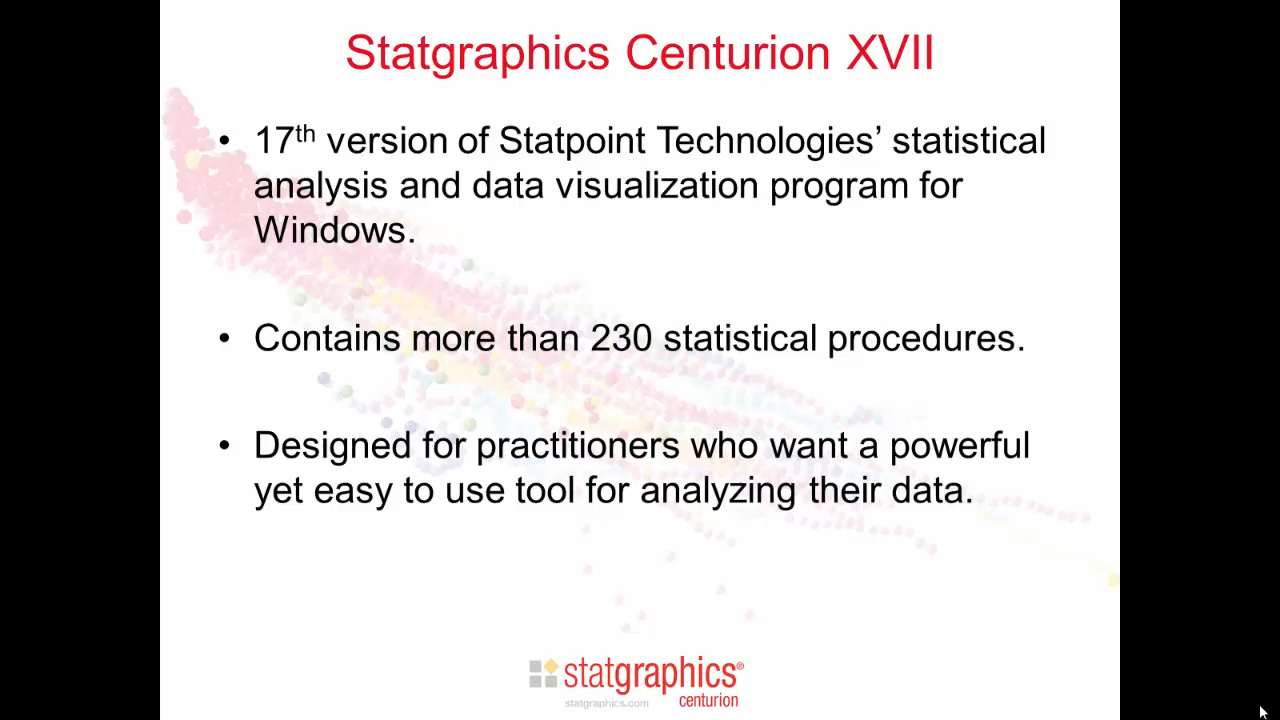 Statgraphics Centurion XVII
• 17th version of Statpoint Technologies’ statistical
analysis and data visualization program for
Windows.
• Contains more than 230 statistical procedures.
• Designed for practitioners who want a powerful
yet easy to use tool for analyzing their data.
statgraphics®
centurion
statgraphics.com